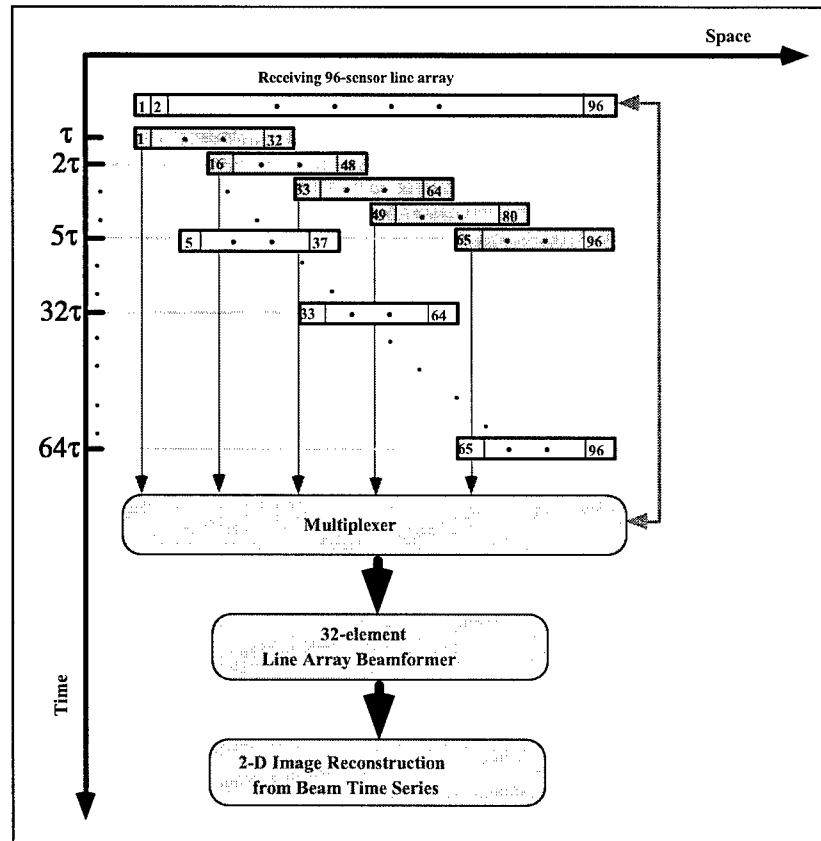 Space
Receiving 96-sensor line array
1 2 96
τ
1 32
2τ
16 48
33 64
49 80
5τ
5 37
65 96
32τ
33 64
64τ
65 96
Multiplexer
32-element
Line Array Beamformer
Time
2-D Image Reconstruction
from Beam Time Series